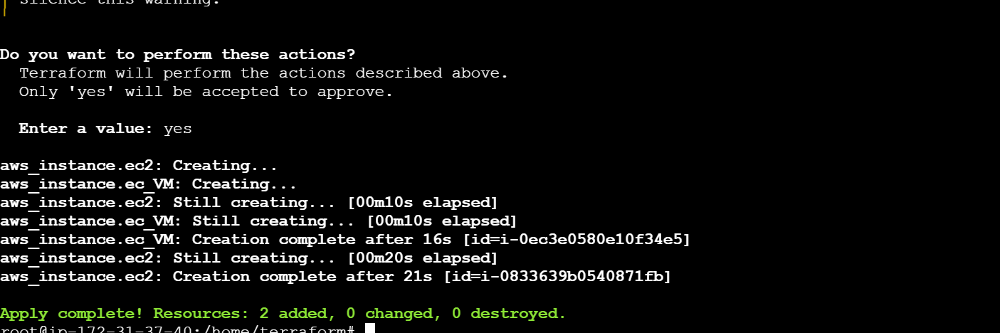 silence this warning.
Do you want to perform these actions?
Terraform will perform the actions described above.
Only 'yes' will be accepted to approve.
Enter a value: yes
aws_instance.ec2: Creating...
aws_instance.ec_VM: Creating...
aws_instance.ec2: Still creating... [00m10s elapsed]
aws_instance.ec_VM: Still creating... [00m10s elapsed]
aws_instance.ec_VM: Creation complete after 16s [id=i-0ec3e0580e10f34e5]
aws_instance.ec2: Still creating... [00m20s elapsed]
aws_instance.ec2: Creation complete after 21s [id=i-0833639b0540871fb]
Apply complete! Resources: 2 added, 0 changed, 0 destroyed.
root@ip-172-31-37-40:/home/terraform#